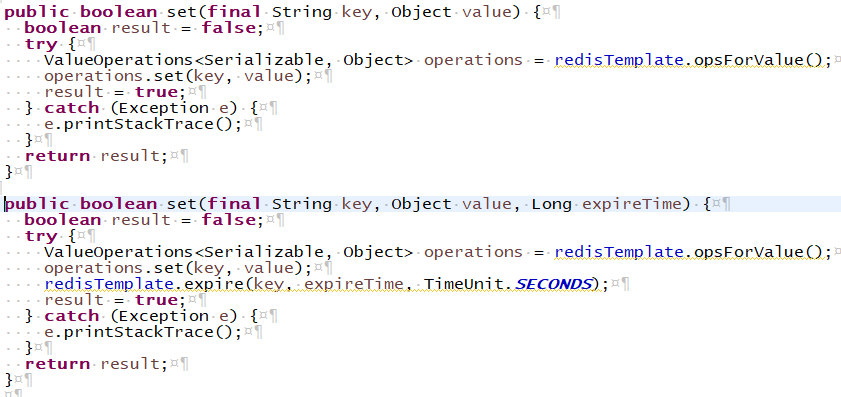 public boolean set(final String key, Object value) {
  boolean result = false;
  try {
    ValueOperations<Serializable, Object> operations = redisTemplate.opsForValue();
    operations.set(key, value);
    result = true;
  } catch (Exception e) {
    e.printStackTrace();
  }
  return result;
}
public boolean set(final String key, Object value, Long expireTime) {
  boolean result = false;
  try {
    ValueOperations<Serializable, Object> operations = redisTemplate.opsForValue();
    operations.set(key, value);
    redisTemplate.expire(key, expireTime, TimeUnit.SECONDS);
    result = true;
  } catch (Exception e) {
    e.printStackTrace();
  }
  return result;
}